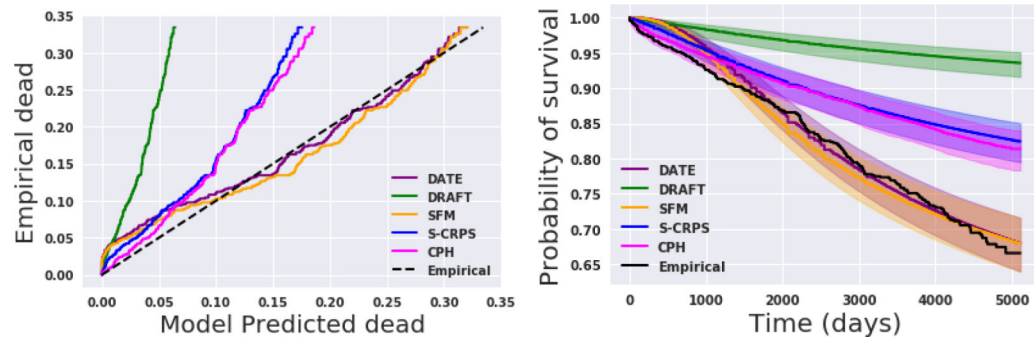 Empirical dead
0.35
0.30
0.25
0.20
0.15
0.10
0.05
0.00
DATE
DRAFT
SFM
S-CRPS
CPH
Empirical
0.00 0.05 0.10 0.15 0.20 0.25 0.30 0.35
Model Predicted dead
Probability of survival
1.00
0.95
0.90
0.85
0.80
0.75
0.70
0.65
DATE
DRAFT
SFM
S-CRPS
CPH
Empirical
0 1000 2000 3000 4000 5000
Time (days)